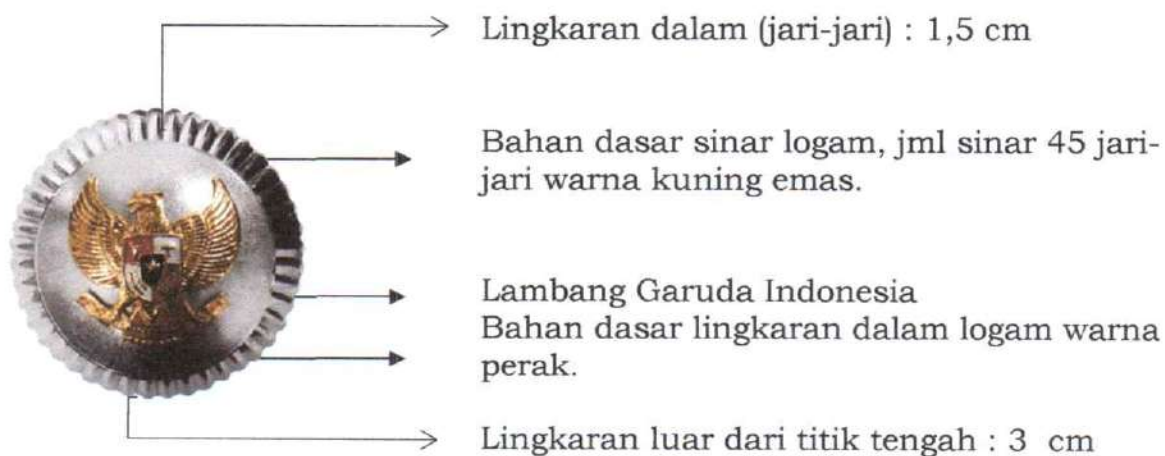 Lingkaran dalam (jari-jari) : 1,5 cm
Bahan dasar sinar logam, jml sinar 45 jari-
jari warna kuning emas.
Lambang Garuda Indonesia
Bahan dasar lingkaran dalam logam warna
perak.
Lingkaran luar dari titik tengah : 3 cm